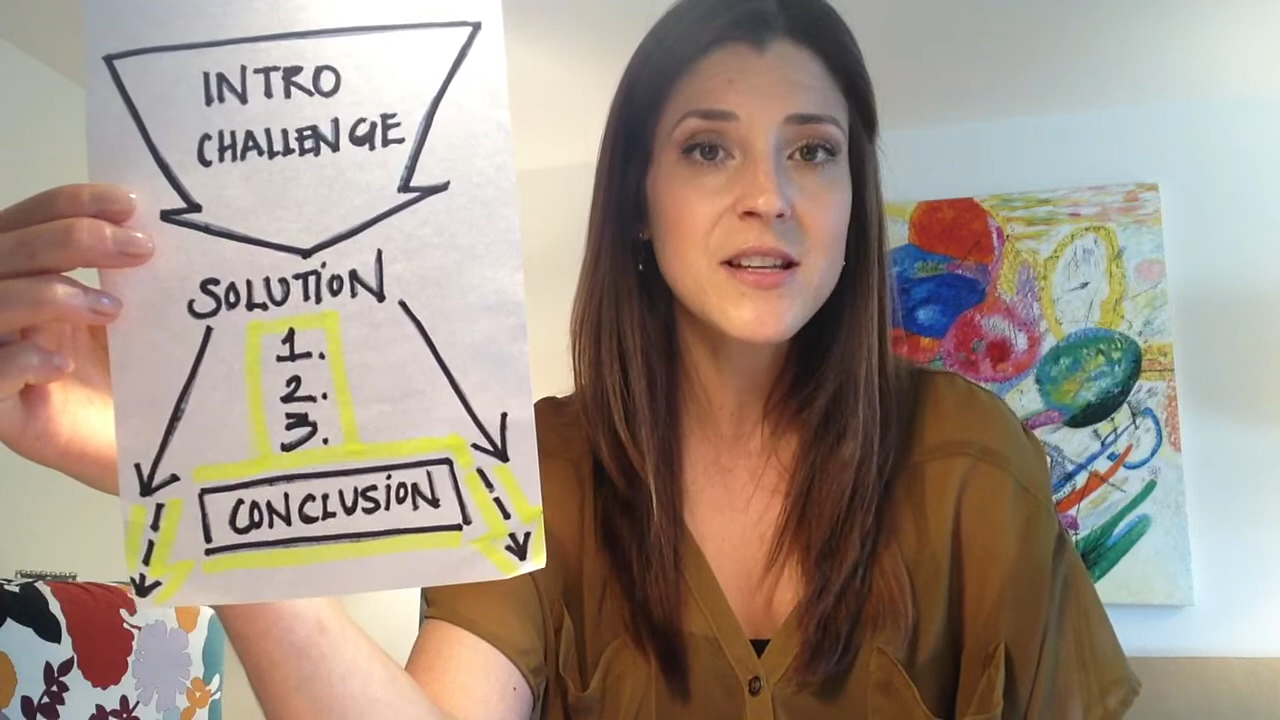 INTRO
CHALLENGE
SOLUTiON
1.
2.
3.
CONCLUSiON